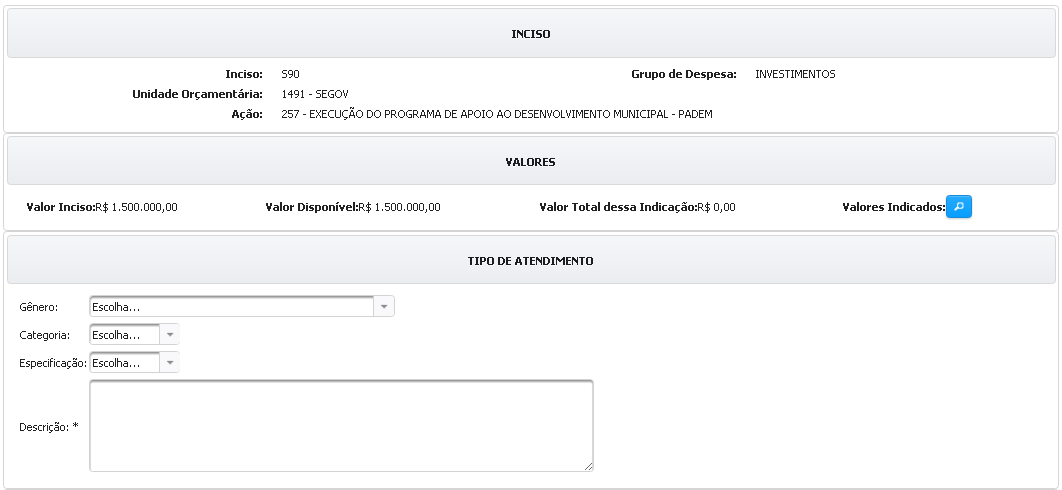 INCISO
Inciso: 590 Grupo de Despesa: INVESTIMENTOS
Unidade Orçamentária: 1491 - SEGOV
Ação: 257 - EXECUÇÃO DO PROGRAMA DE APOIO AO DESENVOLVIMENTO MUNICIPAL - PADEM
VALORES
Valor Inciso:R$ 1.500.000,00 Valor Disponível:R$ 1.500.000,00 Valor Total dessa Indicação:R$ 0,00 Valores Indicados:
TIPO DE ATENDIMENTO
Gênero: Escolha...
Categoria: Escolha...
Especificação: Escolha...
Descrição: *